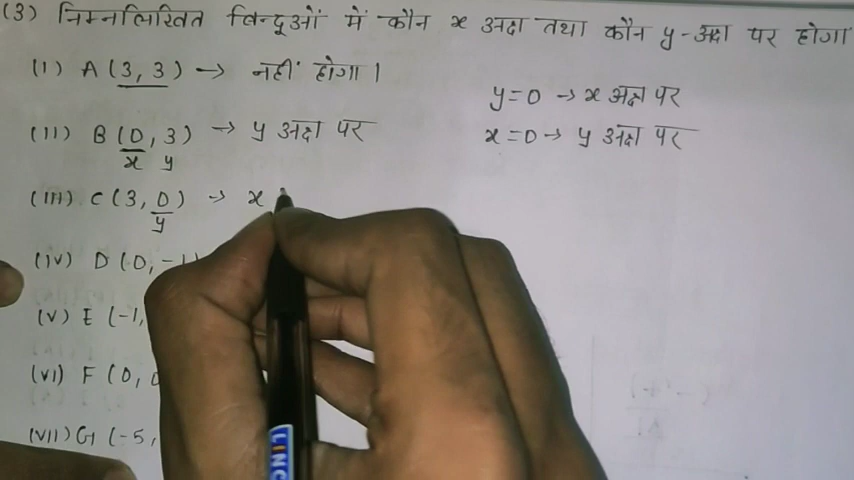 (3) निम्नलिखित बिन्दूओं में कौन x अक्ष तथा कौन y-अक्ष पर होगा
(I) A (3, 3) → नहीं होगा।
y=0 → x अक्ष पर
(II) B (0, 3) → y अक्ष पर
x=0 → y अक्ष पर
x y
(III) C (3, 0) → x
y
(IV) D (0, -1)
(V) E (-1,
(VI) F (0,
(VII) G (-5,
LINC